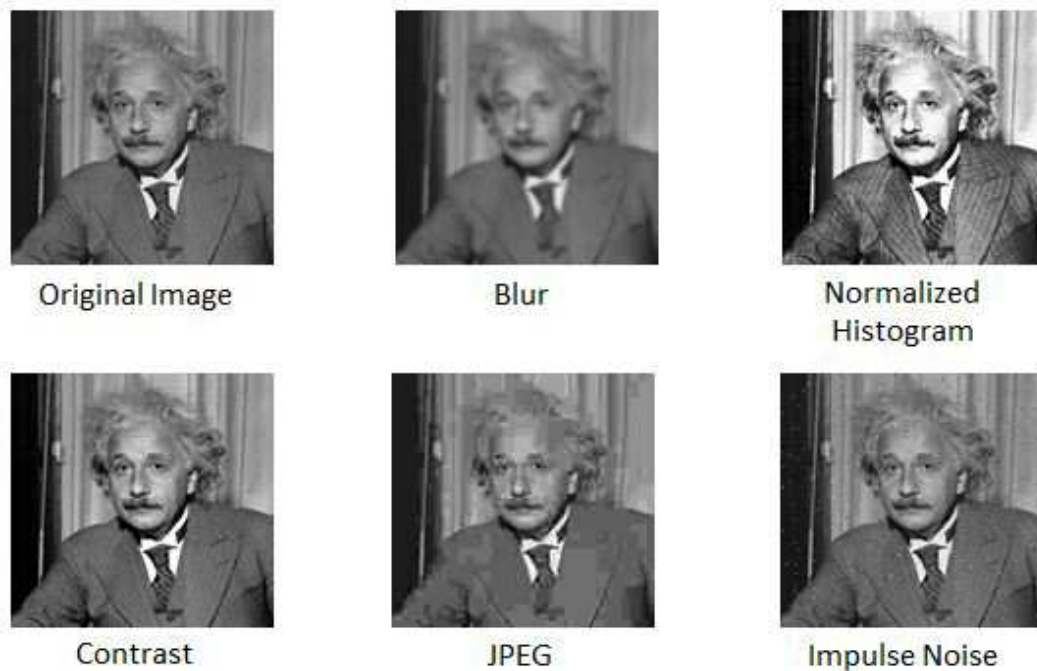 Original Image
Blur
Normalized
Histogram
Contrast
JPEG
Impulse Noise